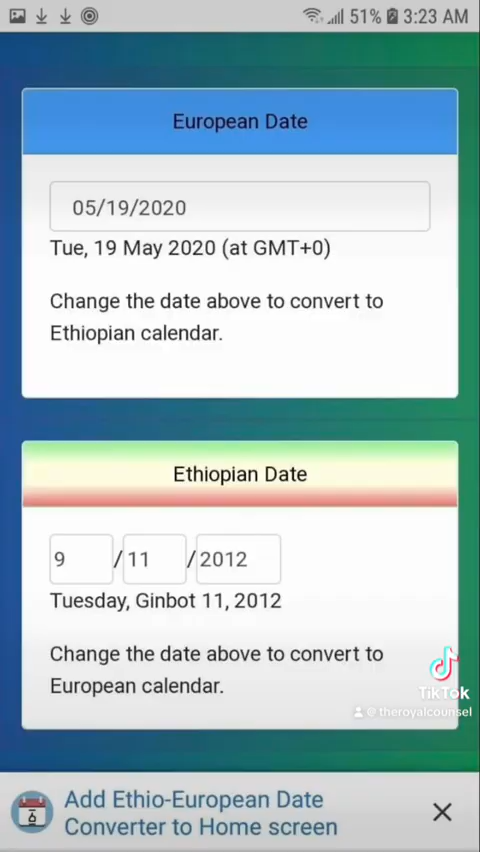 51% 3:23 AM
European Date
05/19/2020
Tue, 19 May 2020 (at GMT+0)
Change the date above to convert to
Ethiopian calendar.
Ethiopian Date
9 / 11 / 2012
Tuesday, Ginbot 11, 2012
Change the date above to convert to
European calendar.
TikTok
@theroyalcounsel
Add Ethio-European Date
Converter to Home screen